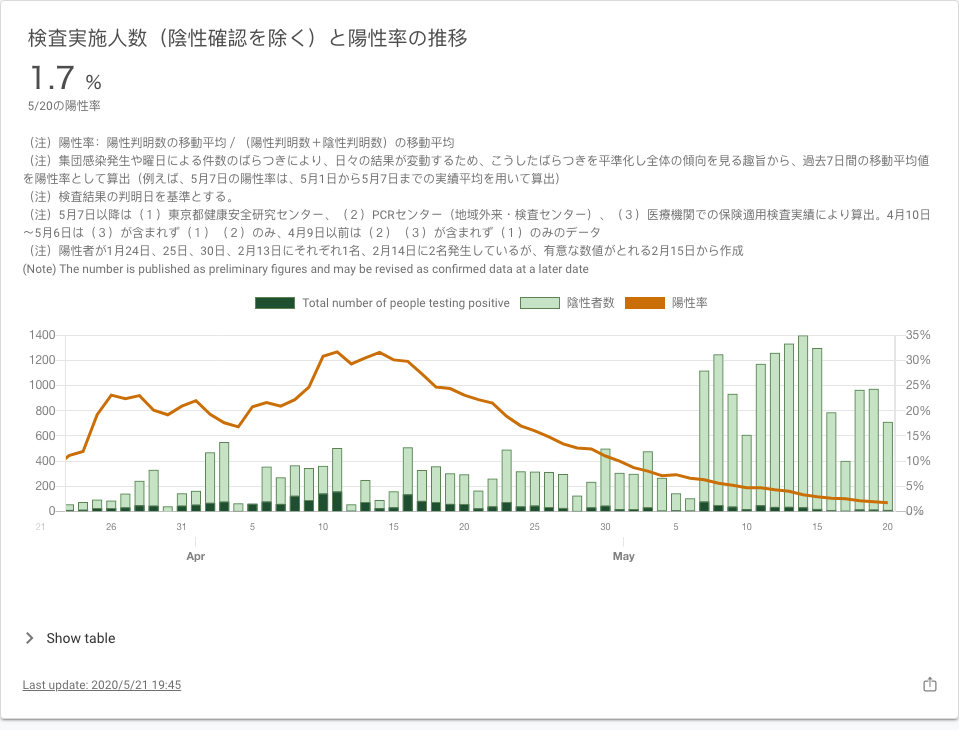 検査実施人数（陰性確認を除く）と陽性率の推移
1.7 %
5/20の陽性率
（注）陽性率：陽性判明数の移動平均 / （陽性判明数＋陰性判明数）の移動平均
（注）集団感染発生や曜日による件数のばらつきにより、日々の結果が変動するため、こうしたばらつきを平準化し全体の傾向を見る趣旨から、過去7日間の移動平均値
を陽性率として算出（例えば、5月7日の陽性率は、5月1日から5月7日までの実績平均を用いて算出）
（注）検査結果の判明日を基準とする。
（注）5月7日以降は（1）東京都健康安全研究センター、（2）PCRセンター（地域外来・検査センター）、（3）医療機関での保険適用検査実績により算出。4月10日
～5月6日は（3）が含まれず（1）（2）のみ、4月9日以前は（2）（3）が含まれず（1）のみのデータ
（注）陽性者が1月24日、25日、30日、2月13日にそれぞれ1名、2月14日に2名発生しているが、有意な数値がとれる2月15日から作成
(Note) The number is published as preliminary figures and may be revised as confirmed data at a later date
Total number of people testing positive 陰性者数 陽性率
1400 35%
1200 30%
1000 25%
800 20%
600 15%
400 10%
200 5%
0 0%
21 26 31 5 10 15 20 25 30 5 10 15 20
Apr May
Show table
Last update: 2020/5/21 19:45